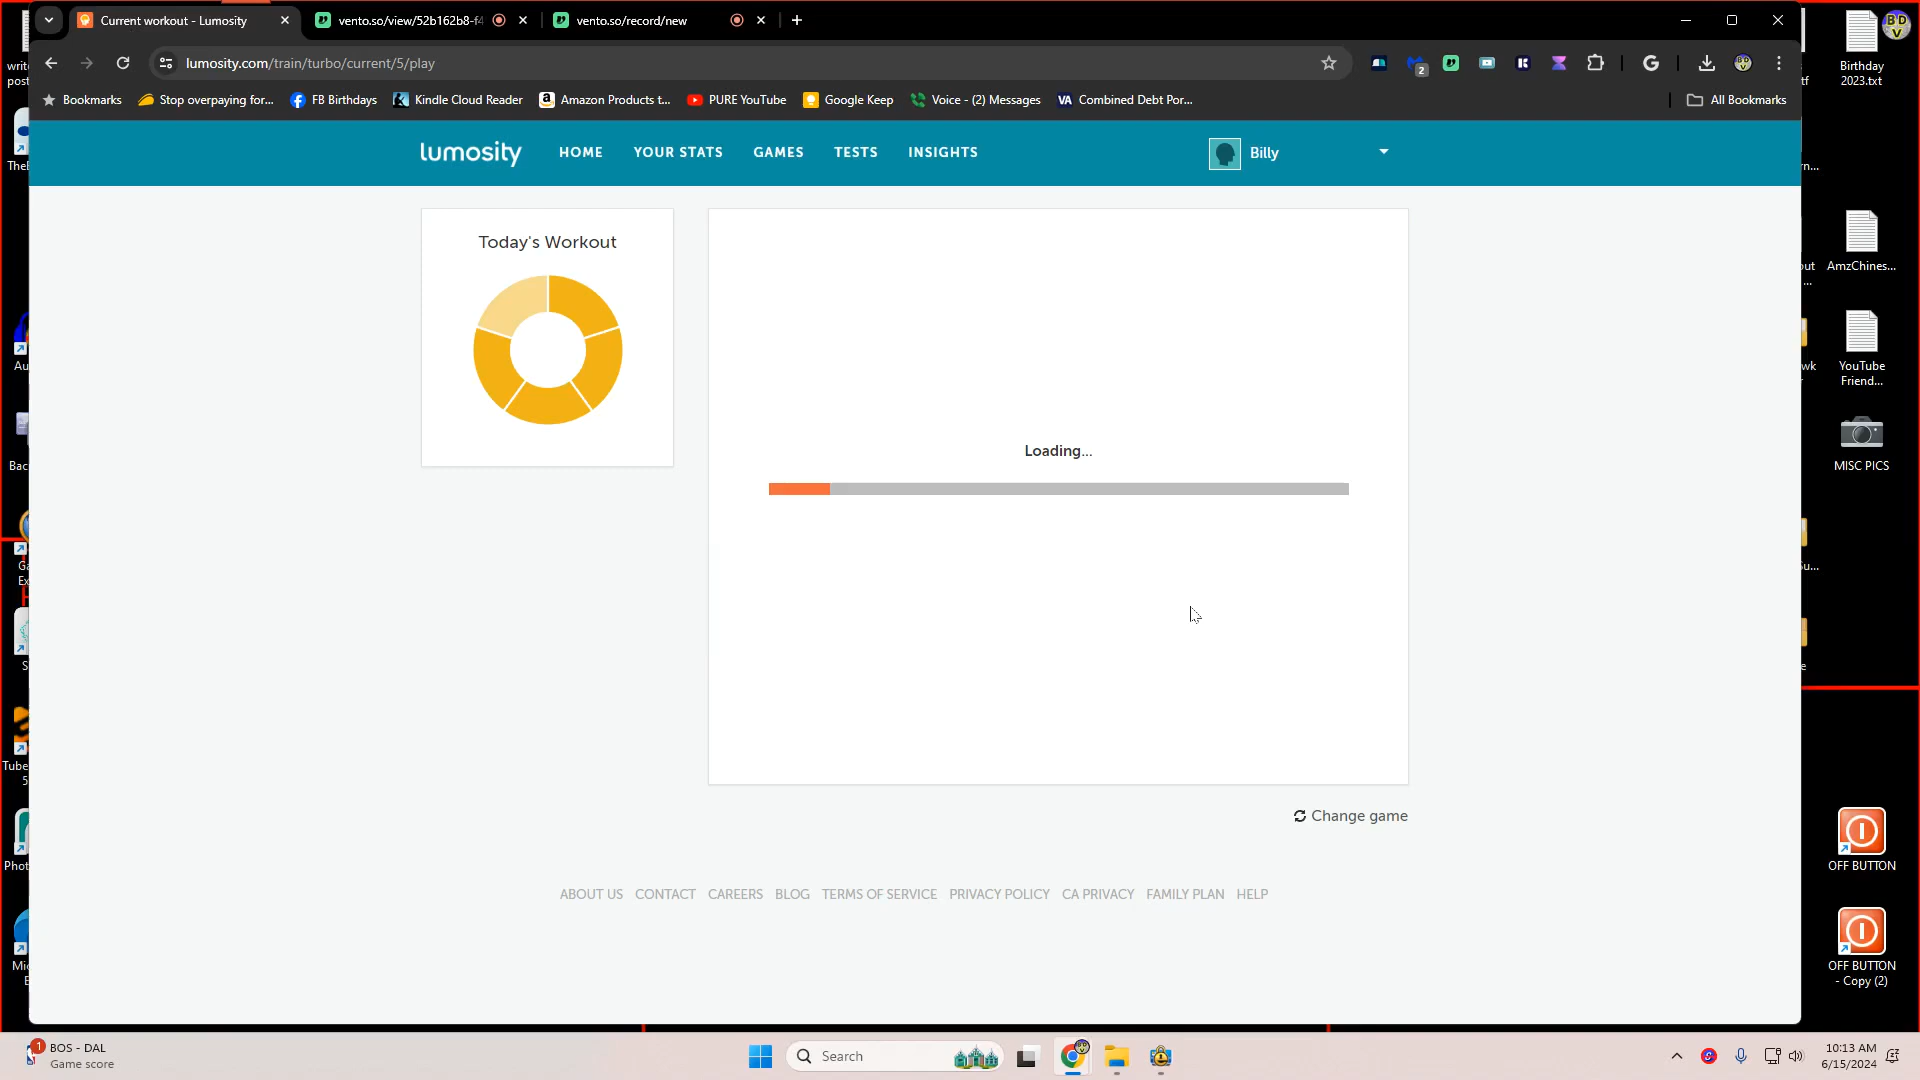 Current workout - Lumosity
vento.so/view/52b162b8-f4
vento.so/record/new
lumosity.com/train/turbo/current/5/play
2
Bookmarks
Stop overpaying for...
FB Birthdays
Kindle Cloud Reader
Amazon Products t...
PURE YouTube
Google Keep
Voice - (2) Messages
VA Combined Debt Por...
All Bookmarks
lumosity
HOME
YOUR STATS
GAMES
TESTS
INSIGHTS
Billy
Today's Workout
Loading...
Change game
ABOUT US
CONTACT
CAREERS
BLOG
TERMS OF SERVICE
PRIVACY POLICY
CA PRIVACY
FAMILY PLAN
HELP
BDV
Birthday
2023.txt
AmzChines...
YouTube
Friend...
MISC PICS
OFF BUTTON
OFF BUTTON
- Copy (2)
1
BOS - DAL
Game score
Search
10:13 AM
6/15/2024